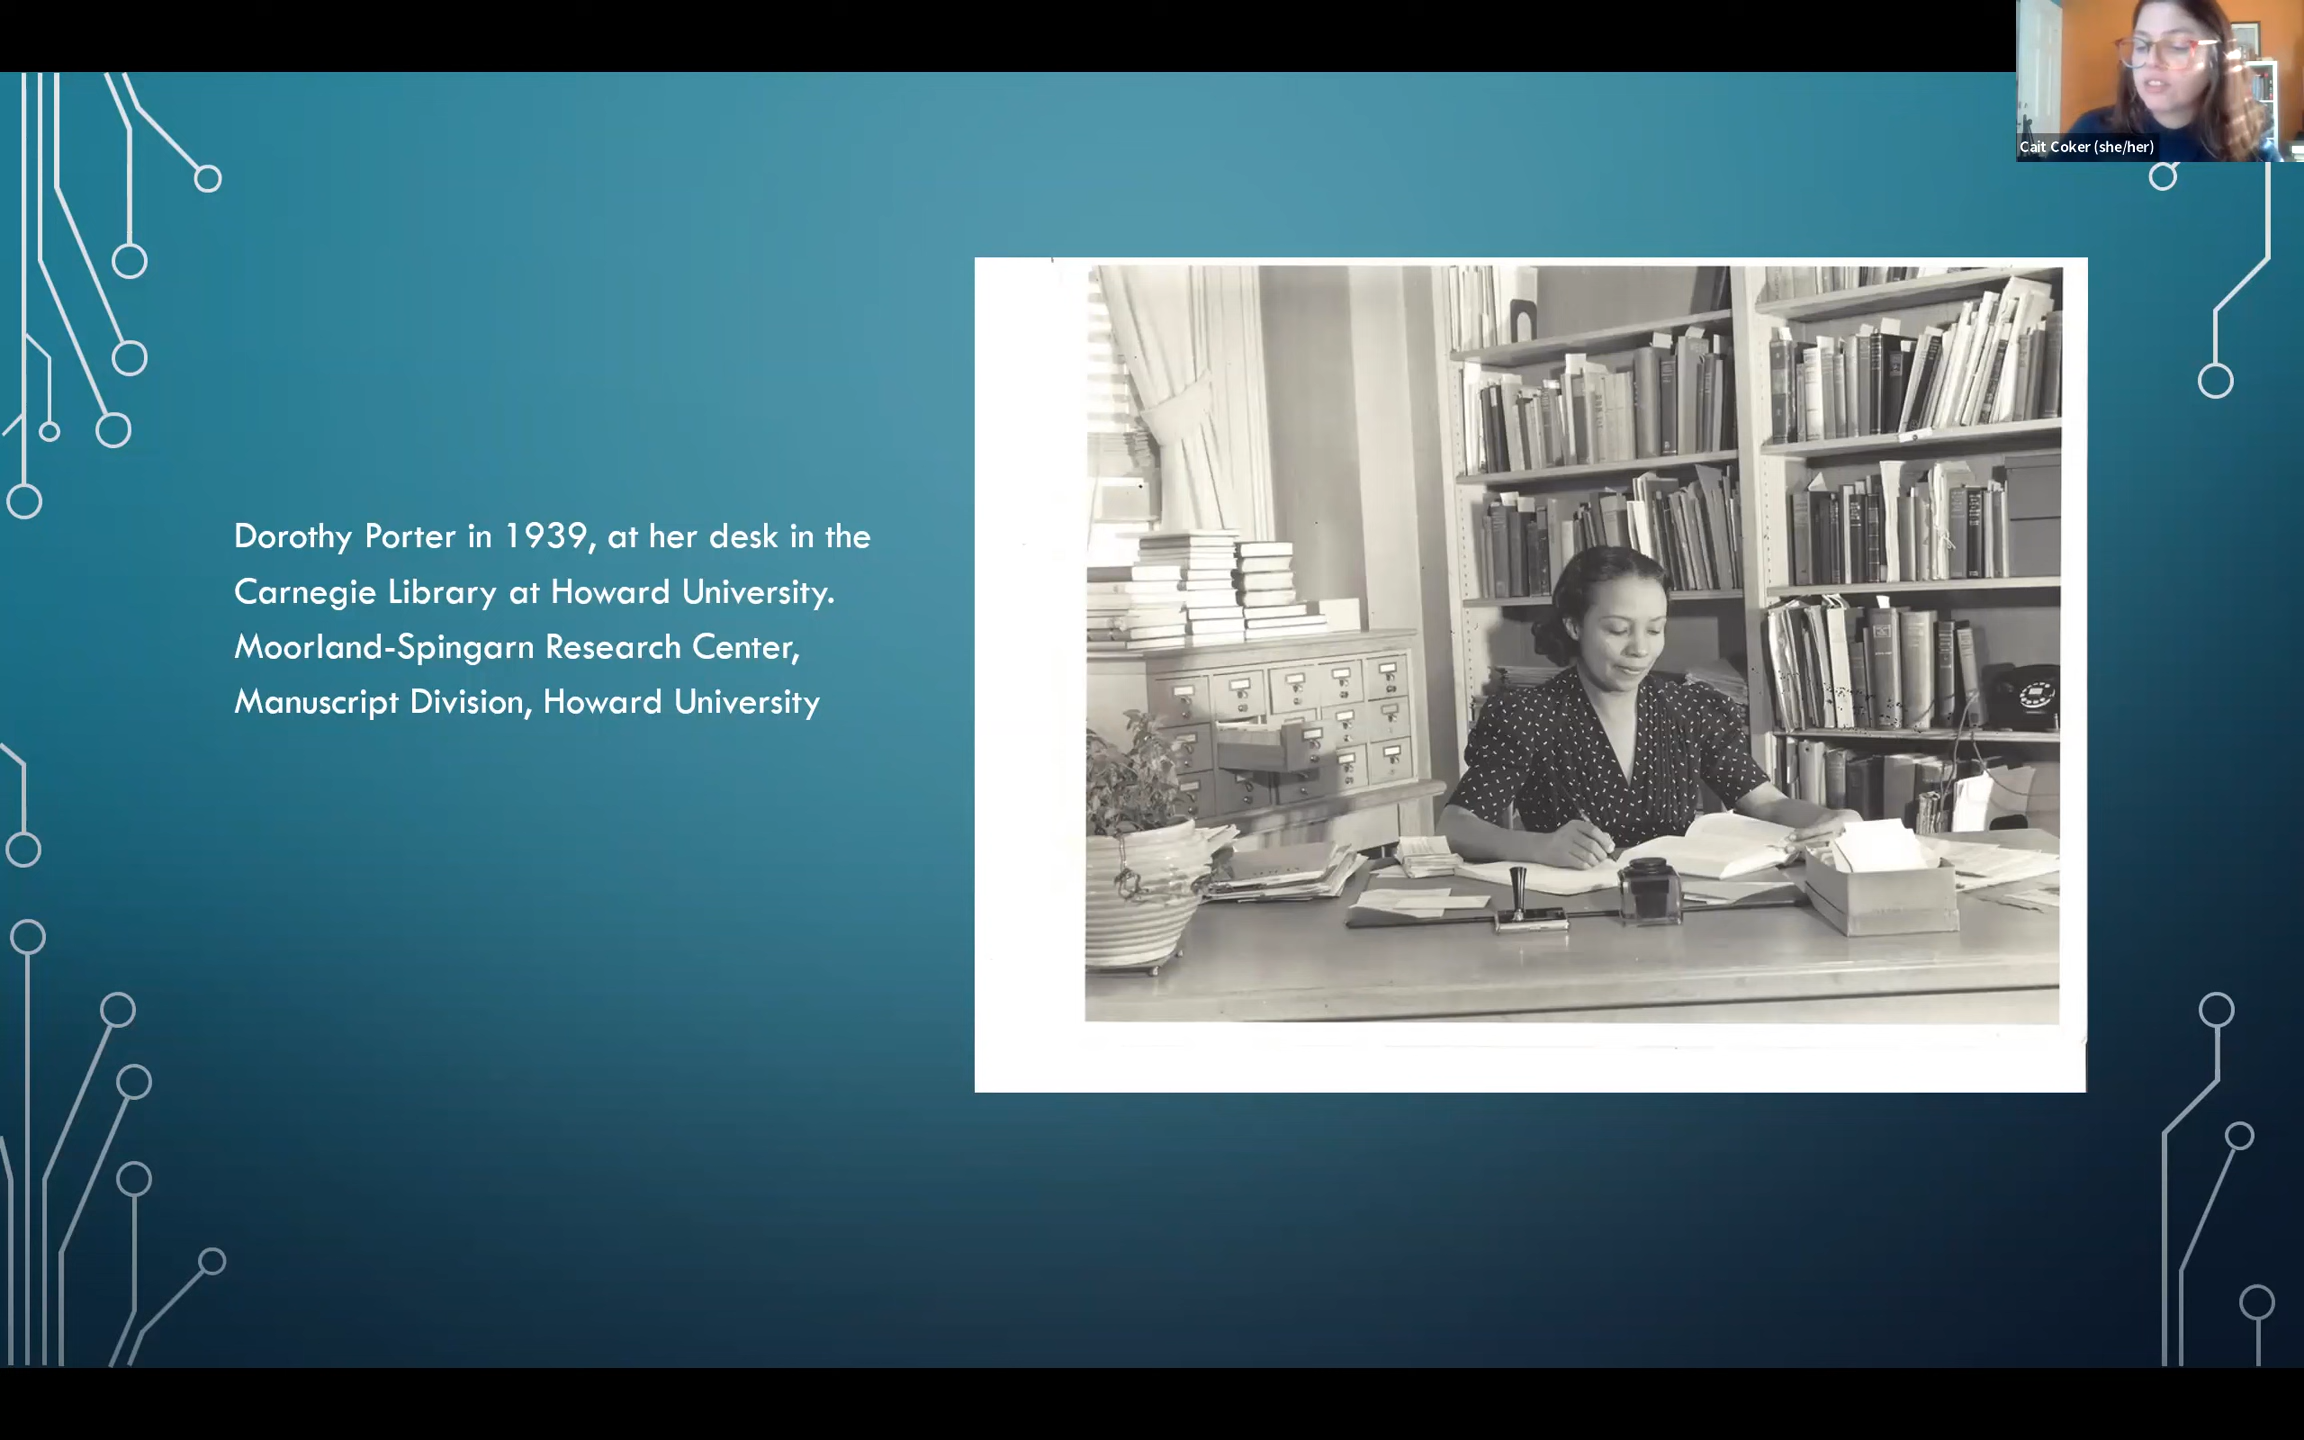 Cait Coker (she/her)
Dorothy Porter in 1939, at her desk in the
Carnegie Library at Howard University.
Moorland-Spingarn Research Center,
Manuscript Division, Howard University